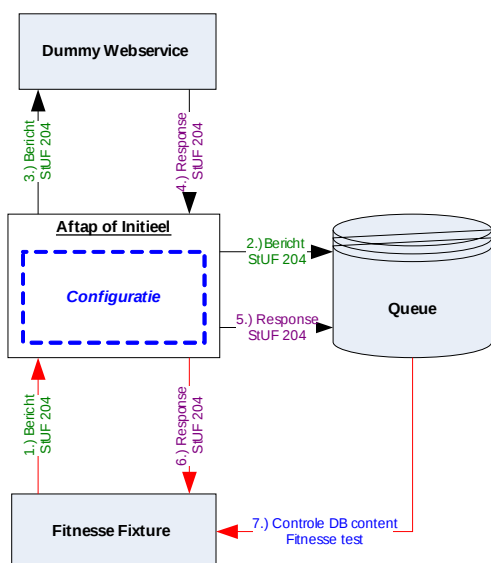 Dummy Webservice
3.) Bericht
StUF 204
4.) Response
StUF 204
Aftap of Initieel
Configuratie
2.) Bericht
StUF 204
5.) Response
StUF 204
Queue
1.) Bericht
StUF 204
6.) Response
StUF 204
Fitnesse Fixture
7.) Controle DB content
Fitnesse test